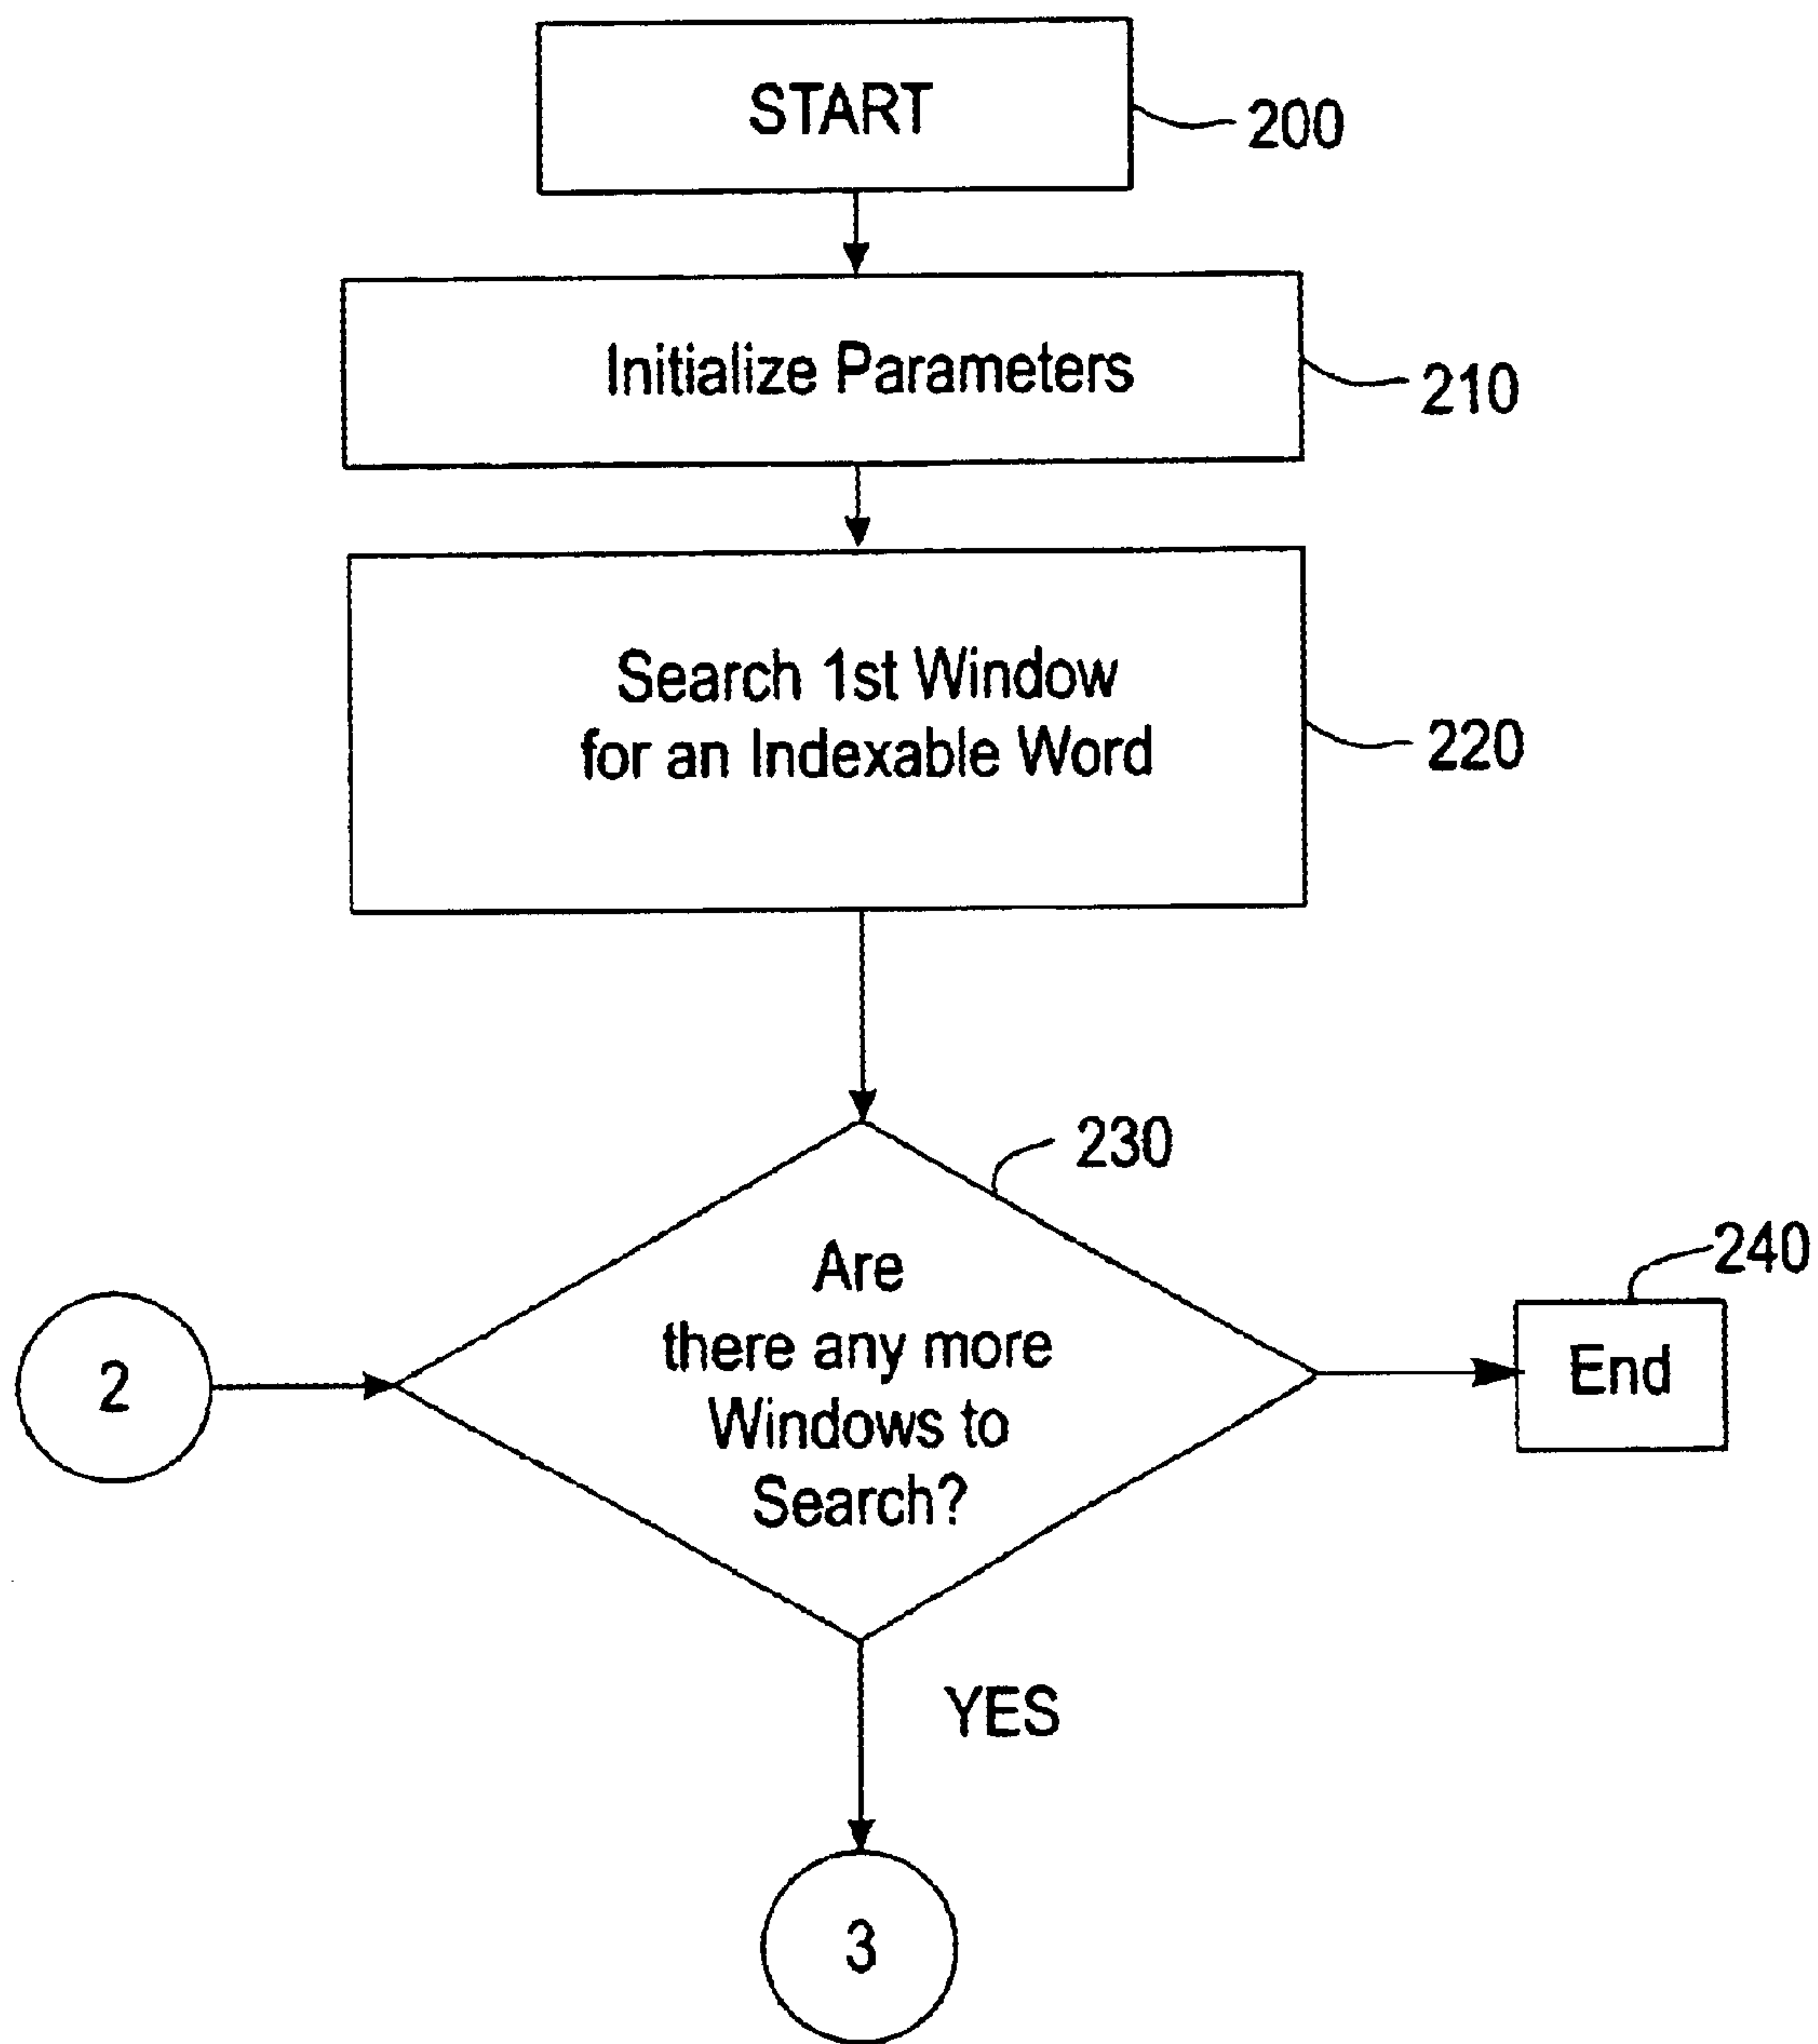 START
200
Initialize Parameters
210
Search 1st Window
for an Indexable Word
220
230
Are
there any more
Windows to
Search?
240
End
2
YES
3